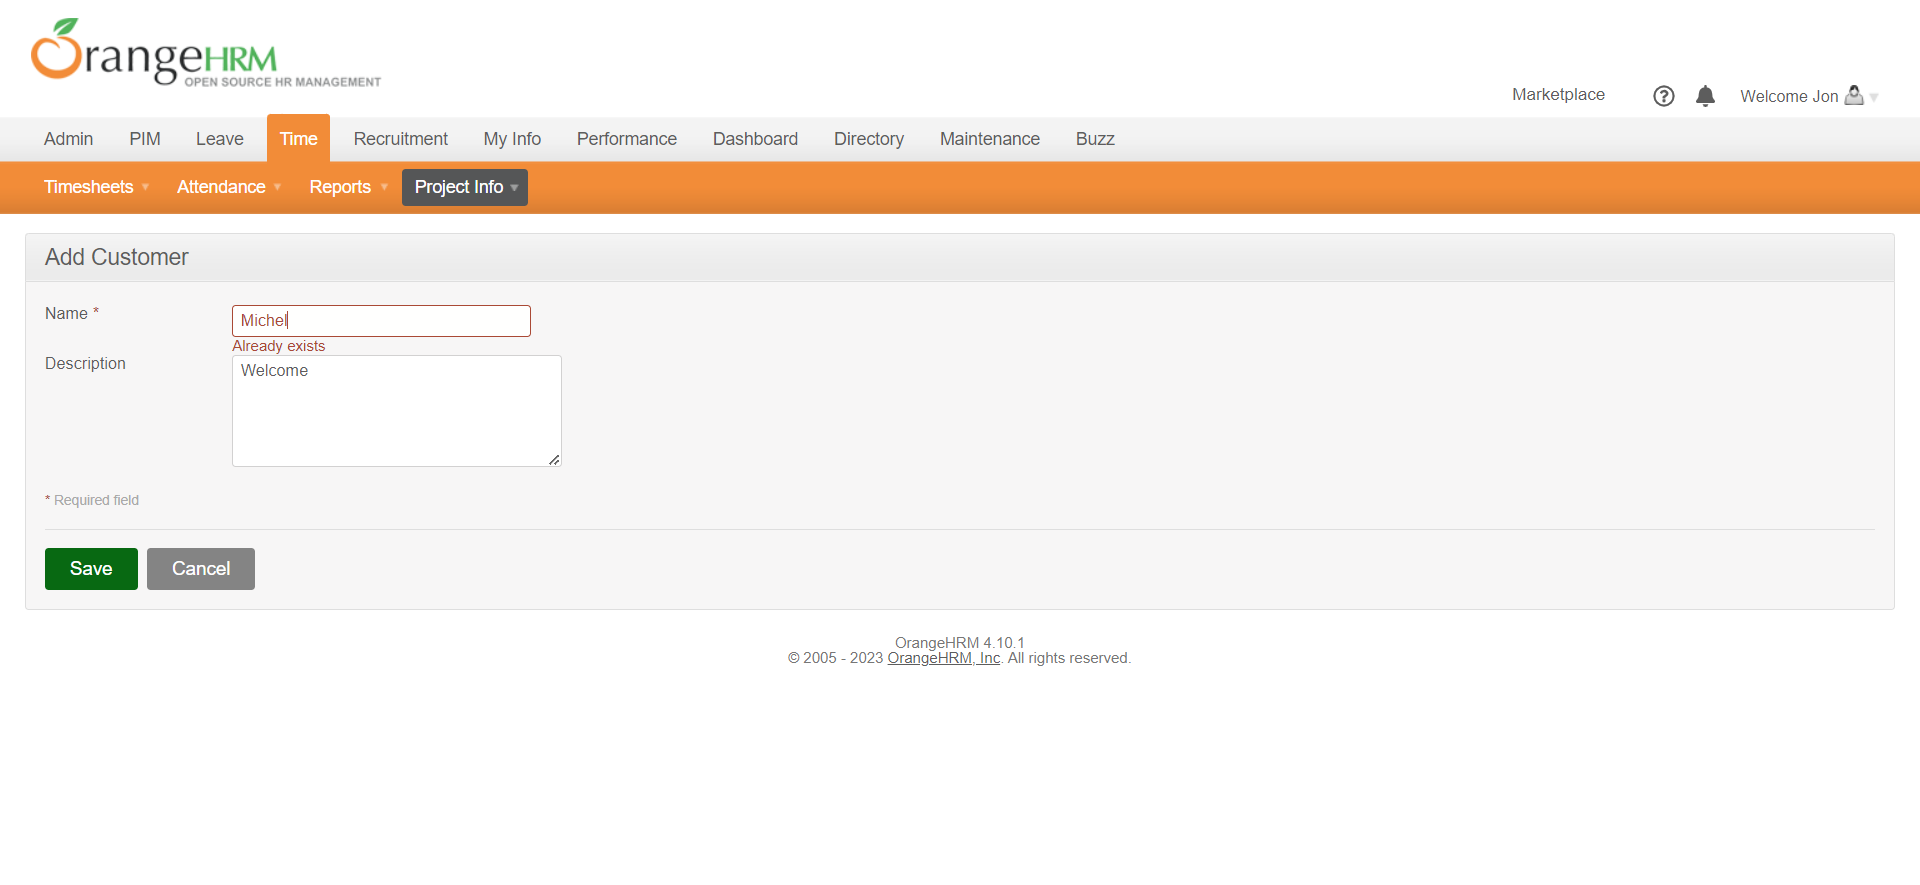 OrangeHRM
OPEN SOURCE HR MANAGEMENT
Marketplace ? Welcome Jon
Admin PIM Leave Time Recruitment My Info Performance Dashboard Directory Maintenance Buzz
Timesheets Attendance Reports Project Info
Add Customer
Name * Michel
Already exists
Description Welcome
* Required field
Save Cancel
OrangeHRM 4.10.1
© 2005 - 2023 OrangeHRM, Inc. All rights reserved.